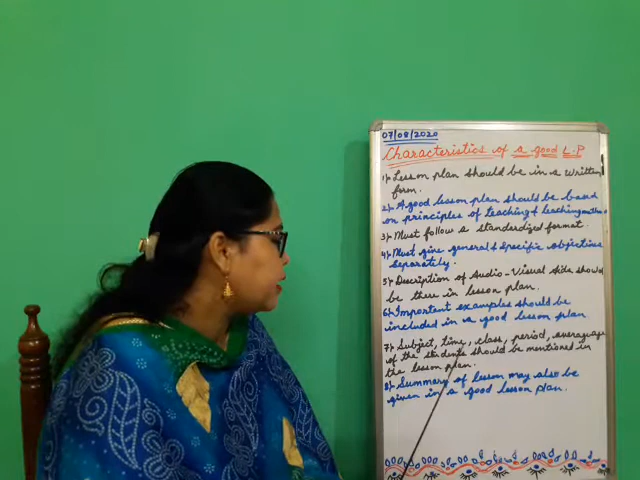 07/08/2020
Characteristics of a good L.P
1) Lesson plan should be in a written
form.
2) A good lesson plan should be based
on principles of teaching & teaching
3) Must follow a standardized format.
4) Must give general & specific objectives
separately.
5) Description of Audio-Visual Aids should
be there in lesson plan.
6) Important examples should be
included in a good lesson plan
7) Subject, time, class, period, average age
of the students should be mentioned in
the lesson plan.
8) Summary of lesson may also be
given in a good lesson plan.